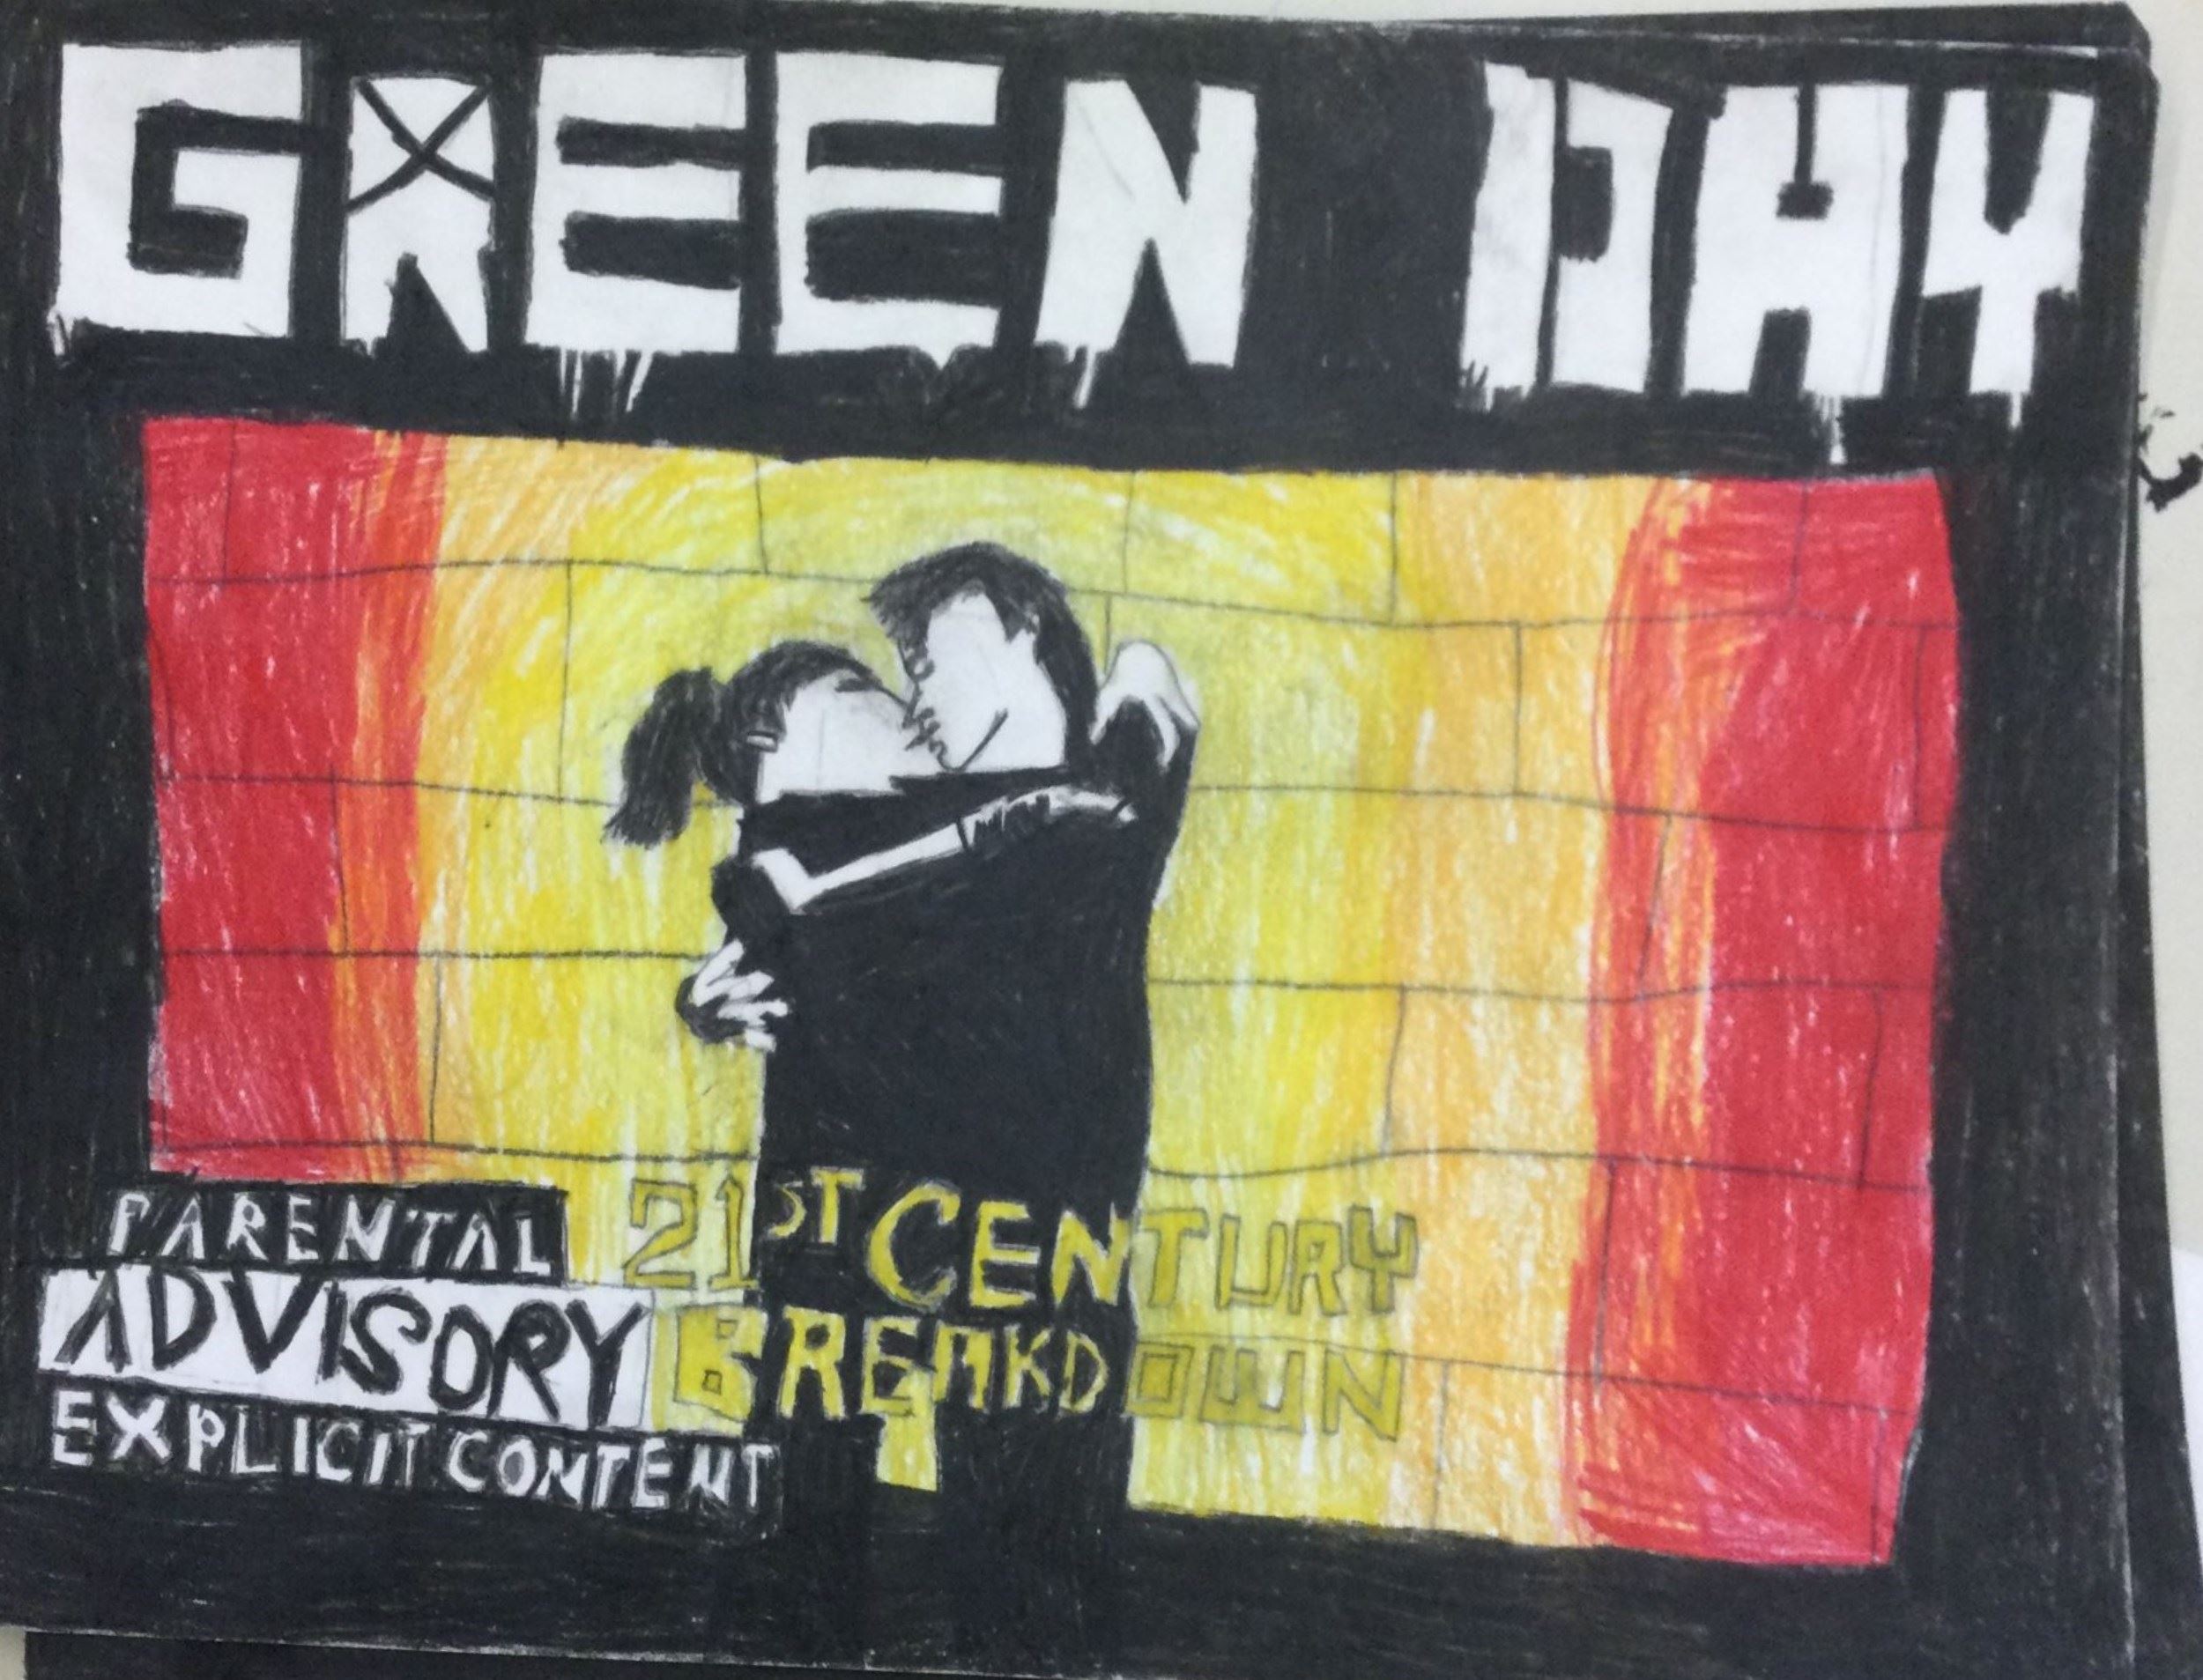 GREEN DAY
21ST CENTURY
BREAKDOWN
PARENTAL
ADVISORY
EXPLICIT CONTENT